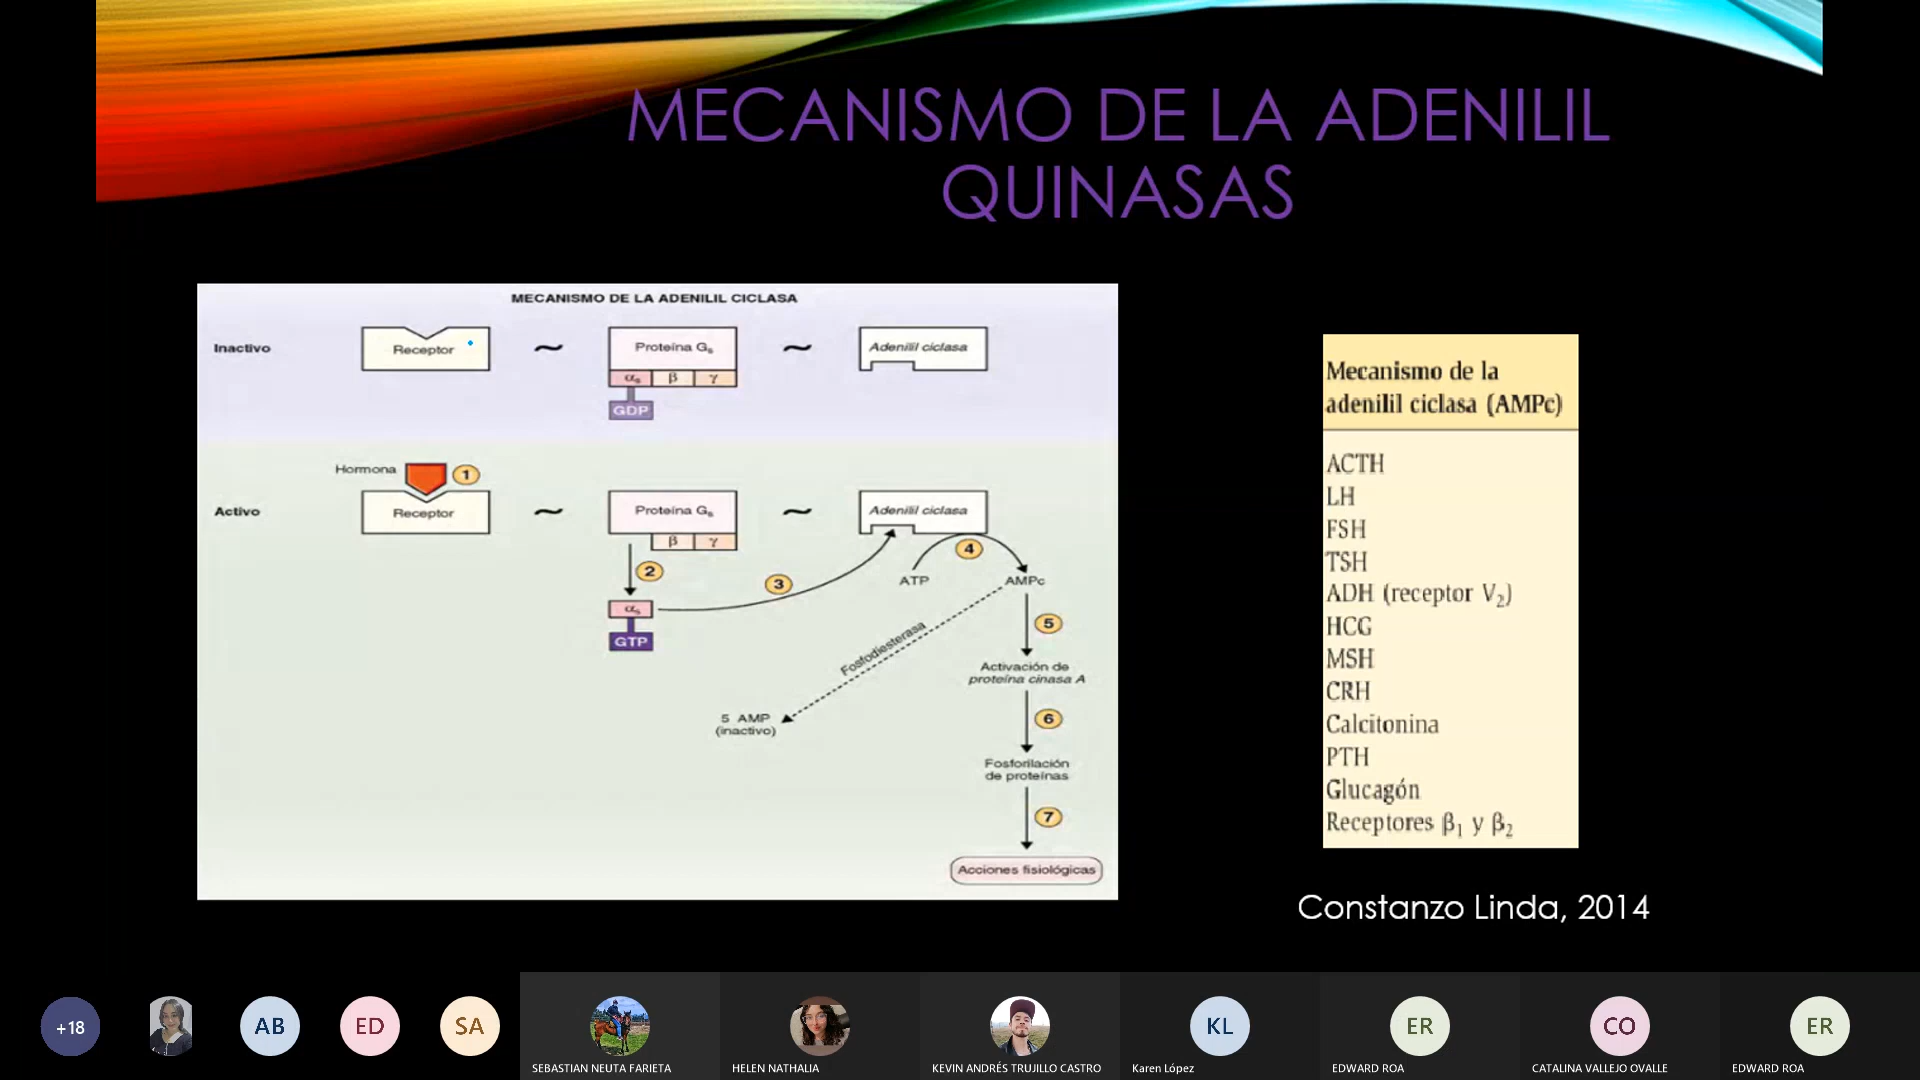 MECANISMO DE LA ADENILIL
QUINASAS
MECANISMO DE LA ADENILIL CICLASA
Inactivo
Receptor
~
Proteína Gs
~
Adenilil ciclasa
αs β γ
GDP
Hormona
1
Activo
Receptor
~
Proteína Gs
~
Adenilil ciclasa
β γ
2
3
4
ATP
AMPc
αs
GTP
Fosfodiesterasa
5
Activación de
proteína cinasa A
5 AMP
(inactivo)
6
Fosforilación
de proteínas
7
Acciones fisiológicas
Mecanismo de la
adenilil ciclasa (AMPc)
ACTH
LH
FSH
TSH
ADH (receptor V₂)
HCG
MSH
CRH
Calcitonina
PTH
Glucagón
Receptores β₁ y β₂
Constanzo Linda, 2014
+18
AB
ED
SA
KL
ER
CO
ER
SEBASTIAN NEUTA FARIETA
HELEN NATHALIA
KEVIN ANDRÉS TRUJILLO CASTRO
Karen López
EDWARD ROA
CATALINA VALLEJO OVALLE
EDWARD ROA